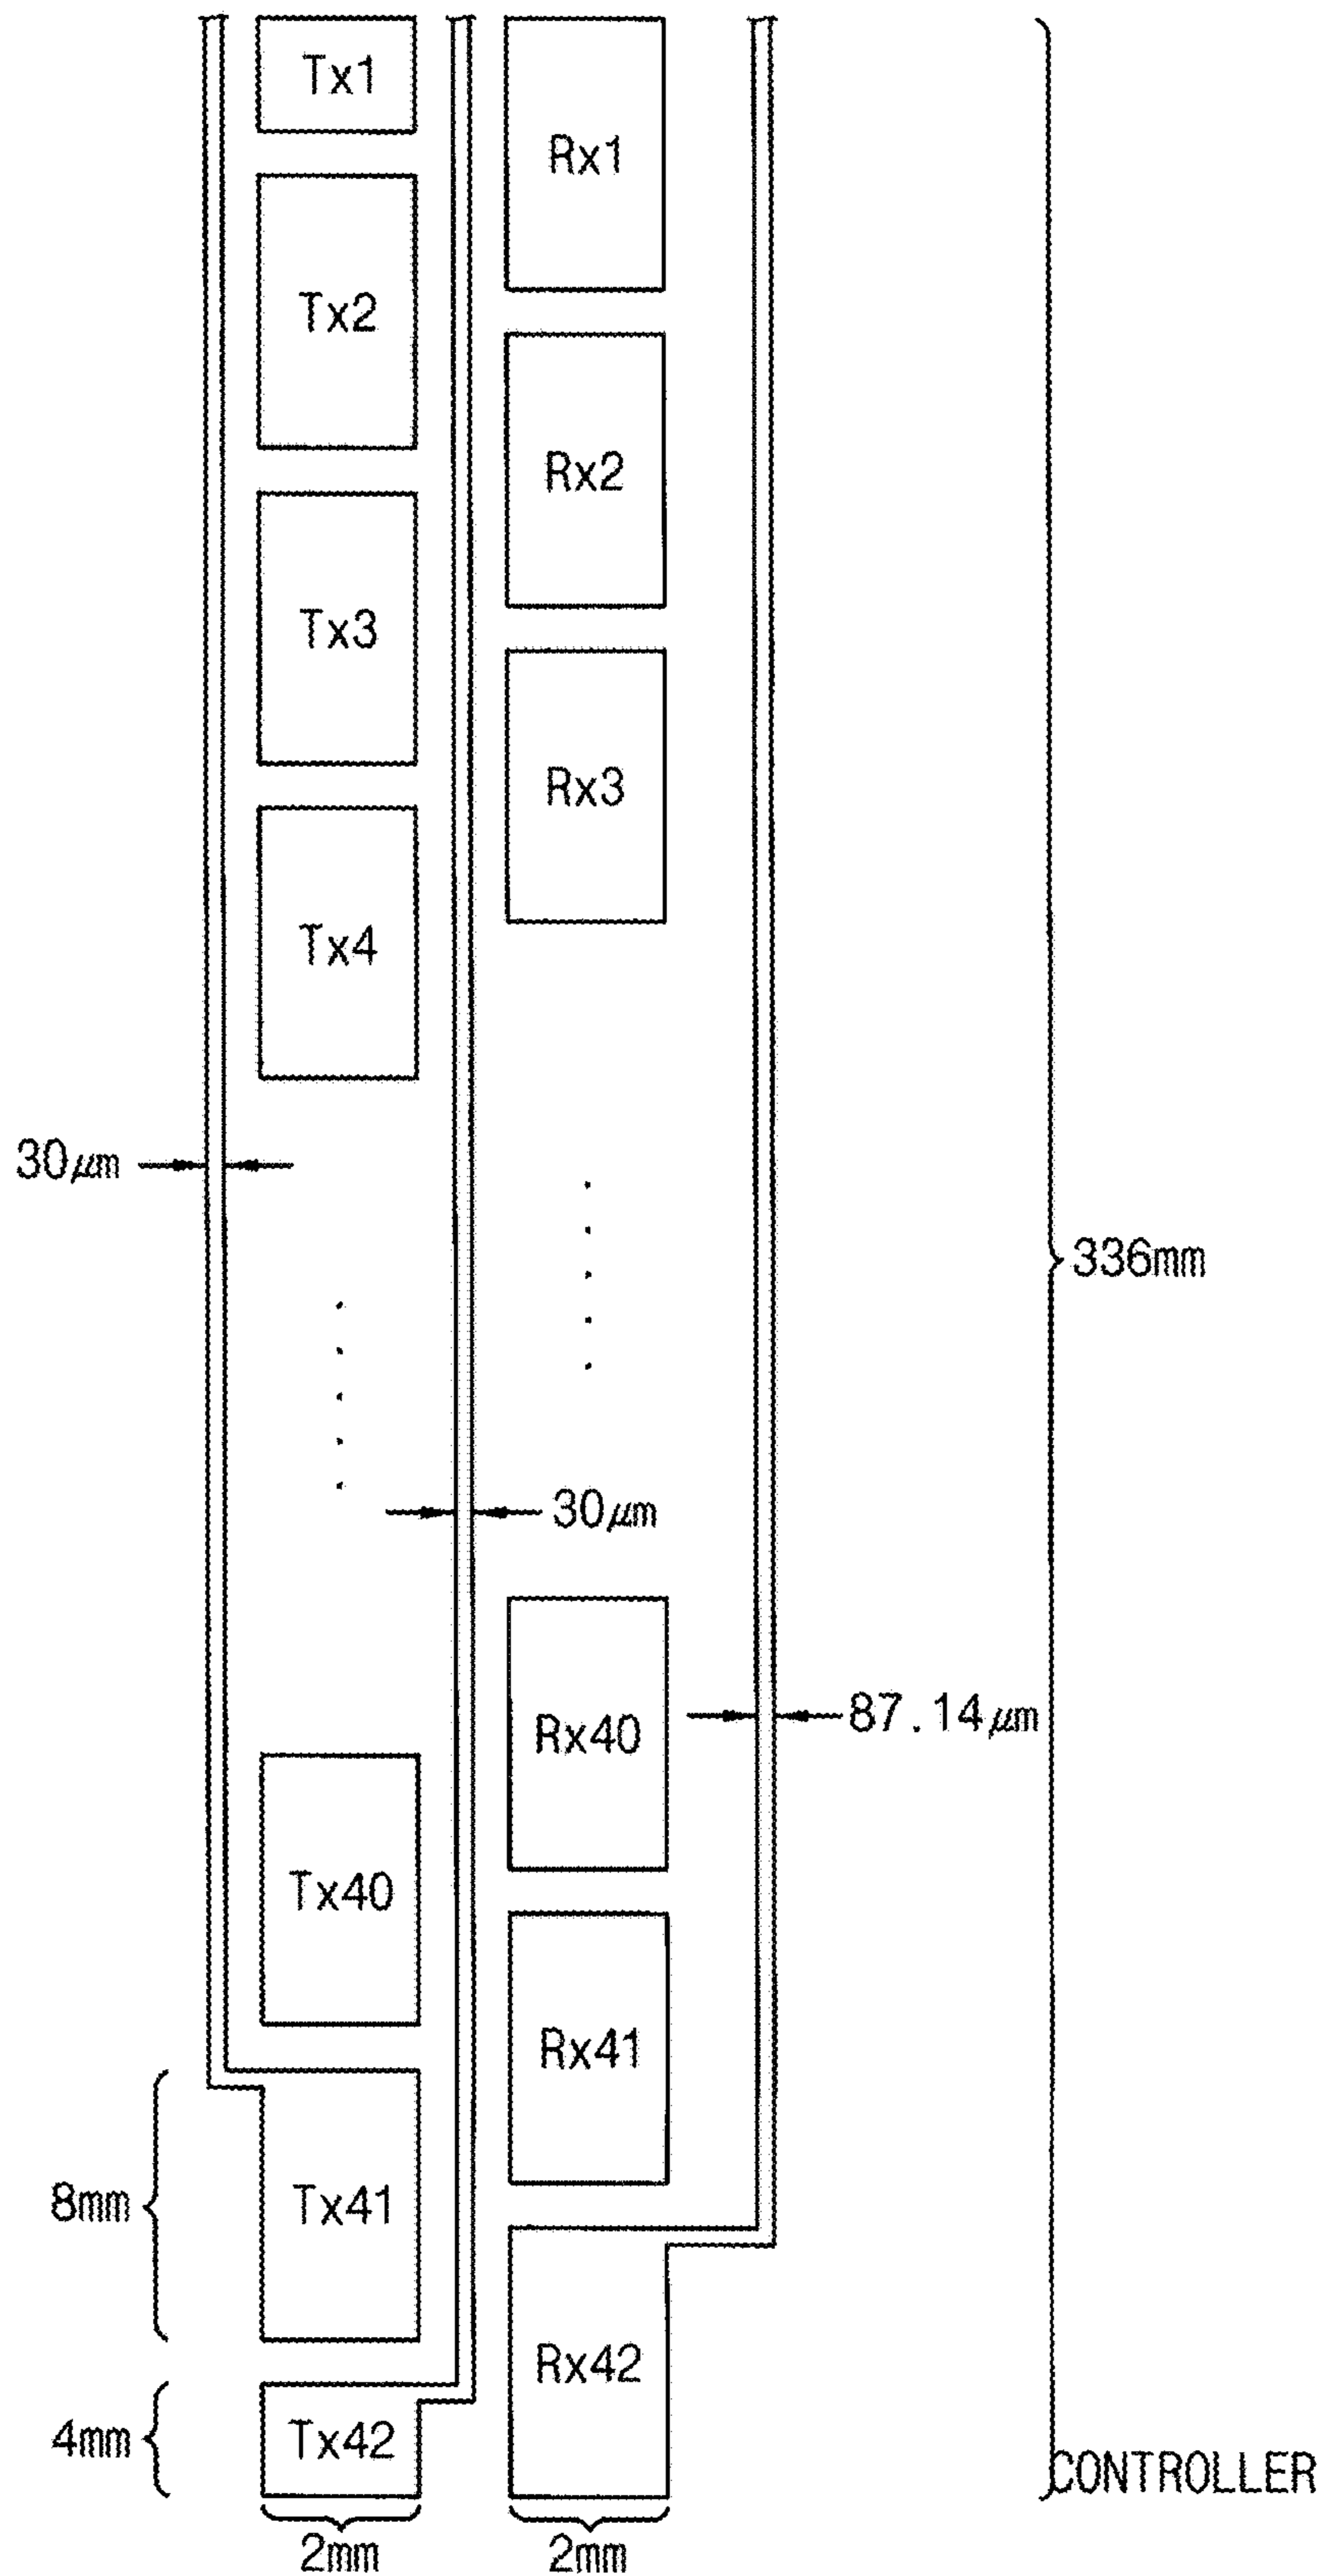 Tx1
Rx1
Tx2
Rx2
Tx3
Rx3
Tx4
30μm
336mm
30μm
87.14μm
Rx40
Tx40
Rx41
8mm
Tx41
Rx42
4mm
Tx42
CONTROLLER
2mm
2mm